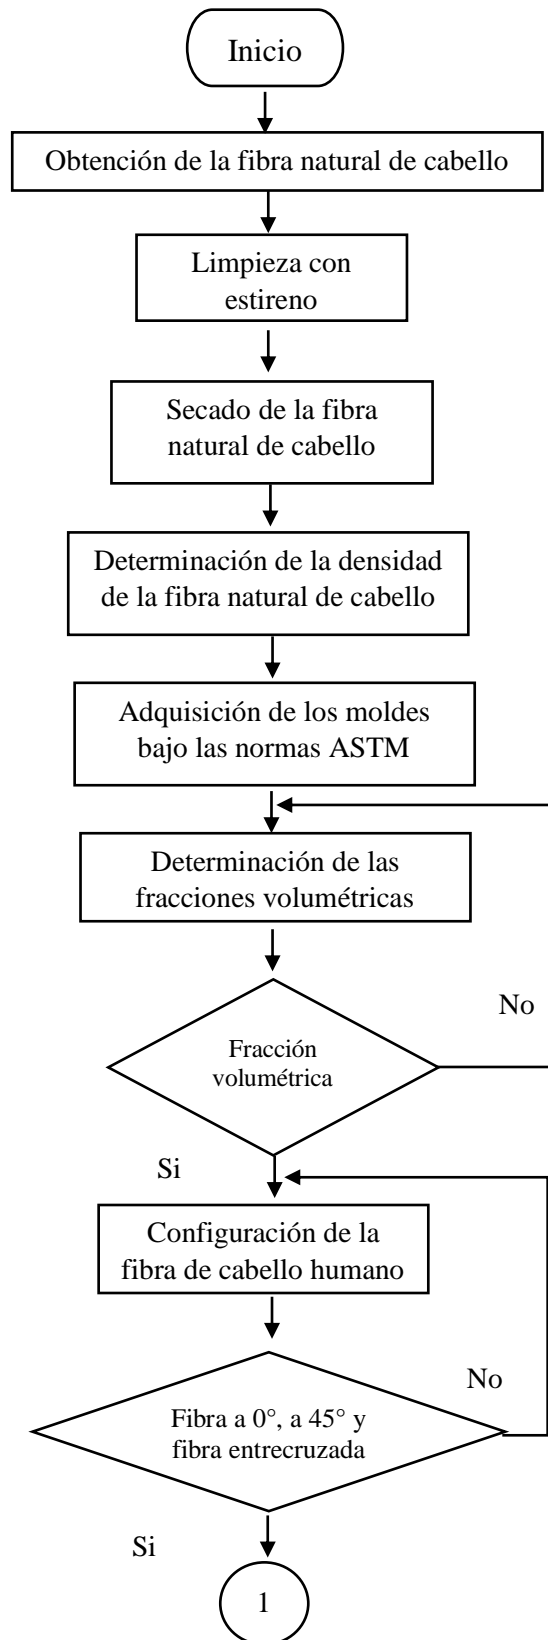 Inicio
Obtención de la fibra natural de cabello
Limpieza con
estireno
Secado de la fibra
natural de cabello
Determinación de la densidad
de la fibra natural de cabello
Adquisición de los moldes
bajo las normas ASTM
Determinación de las
fracciones volumétricas
No
Fracción
volumétrica
Si
Configuración de la
fibra de cabello humano
No
Fibra a 0°, a 45° y
fibra entrecruzada
Si
1